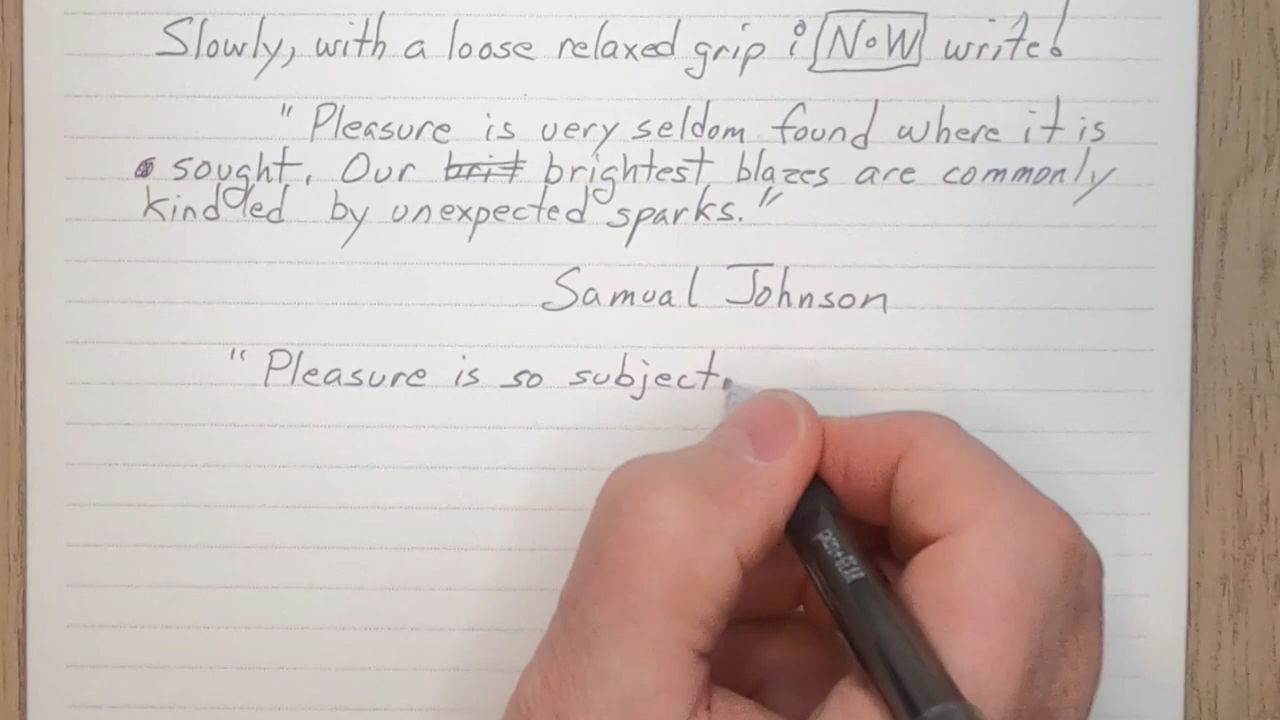 Slowly, with a loose relaxed grip : NOW write!
"Pleasure is very seldom found where it is
sought. Our brit brightest blazes are commonly
kindled by unexpected sparks."
Samual Johnson
"Pleasure is so subject